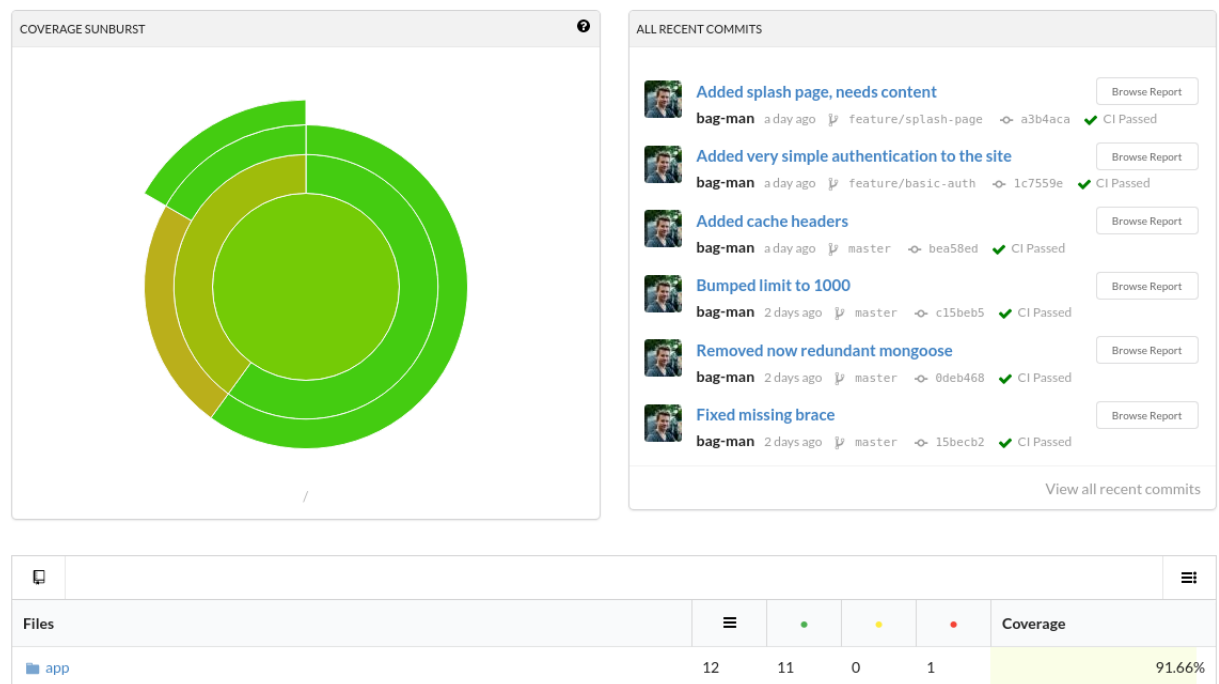 COVERAGE SUNBURST
/
ALL RECENT COMMITS
Added splash page, needs content
Browse Report
bag-man a day ago feature/splash-page a3b4aca CI Passed
Added very simple authentication to the site
Browse Report
bag-man a day ago feature/basic-auth 1c7559e CI Passed
Added cache headers
Browse Report
bag-man a day ago master bea58ed CI Passed
Bumped limit to 1000
Browse Report
bag-man 2 days ago master c15beb5 CI Passed
Removed now redundant mongoose
Browse Report
bag-man 2 days ago master 0deb468 CI Passed
Fixed missing brace
Browse Report
bag-man 2 days ago master 15becb2 CI Passed
View all recent commits
Files Coverage
app 12 11 0 1 91.66%